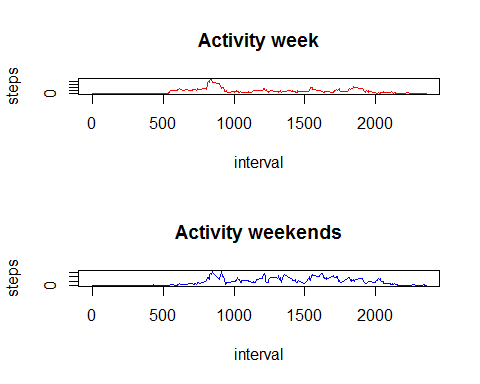 Activity week
steps
0
0 500 1000 1500 2000
interval
Activity weekends
steps
0
0 500 1000 1500 2000
interval